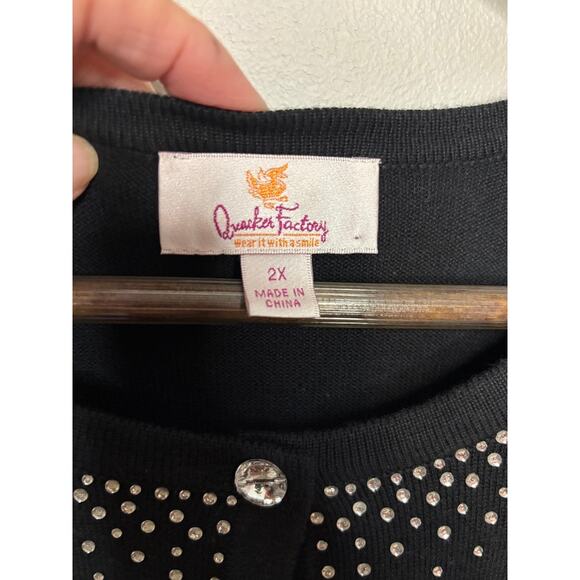 Quacker Factory
wear it with a smile
2X
MADE IN
CHINA